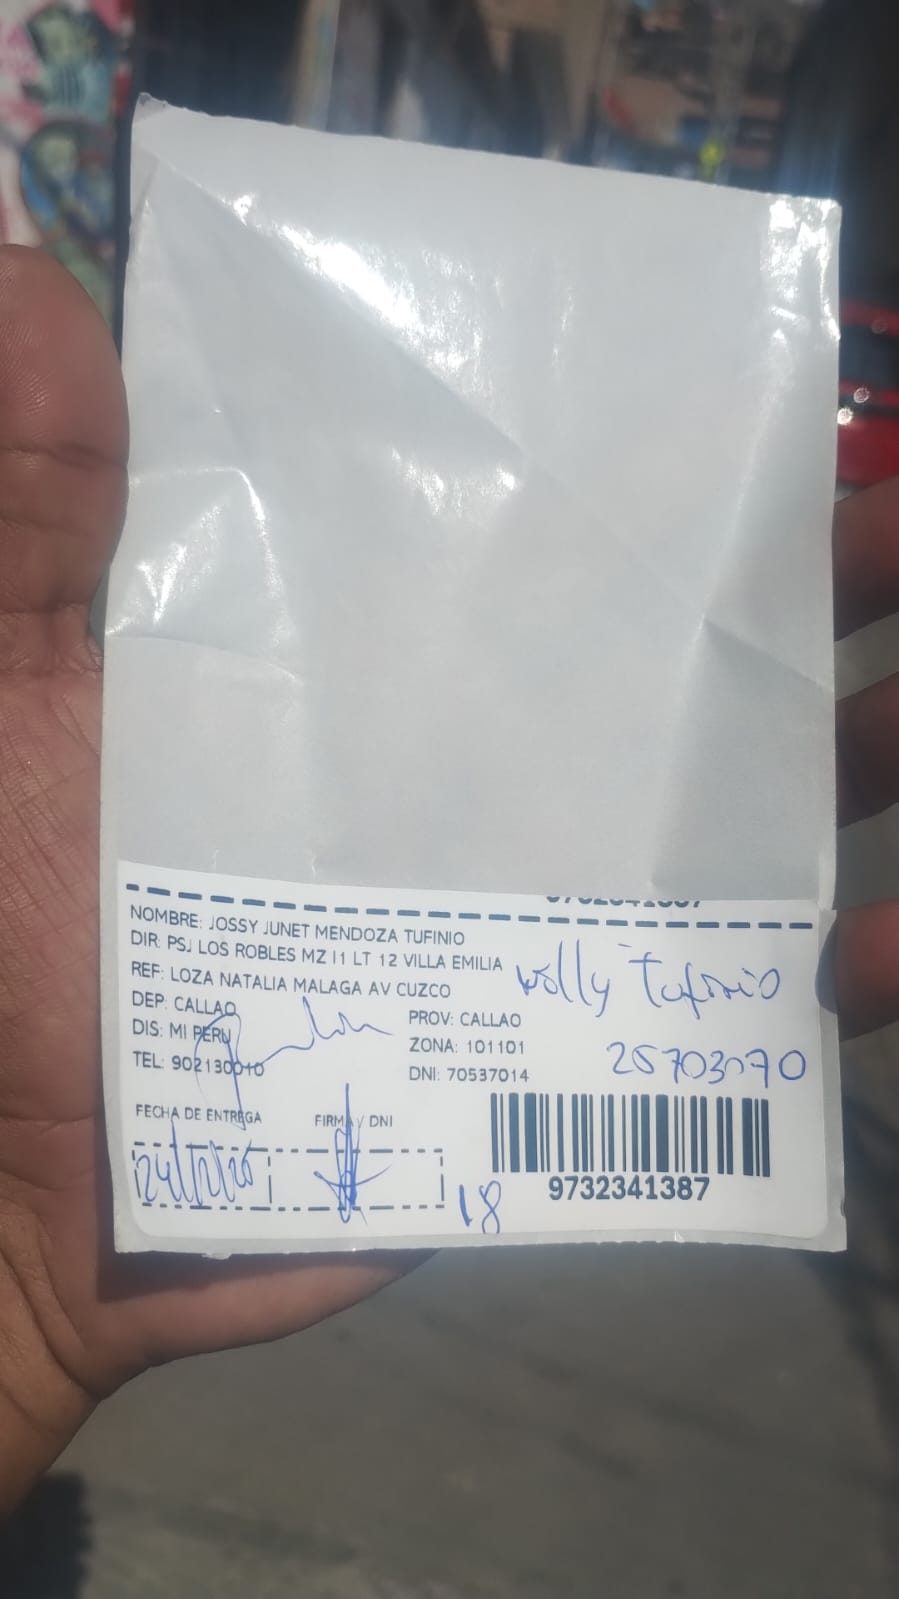 NOMBRE: JOSSY JUNET MENDOZA TUFINIO
DIR: PSJ LOS ROBLES MZ I1 LT 12 VILLA EMILIA
REF: LOZA NATALIA MALAGA AV CUZCO
DEP: CALLAO
PROV: CALLAO
DIS: MI PERU
ZONA: 101101
TEL: 902130010
DNI: 70537014
Tufinio
25703070
FECHA DE ENTREGA
FIRMA / DNI
18
9732341387